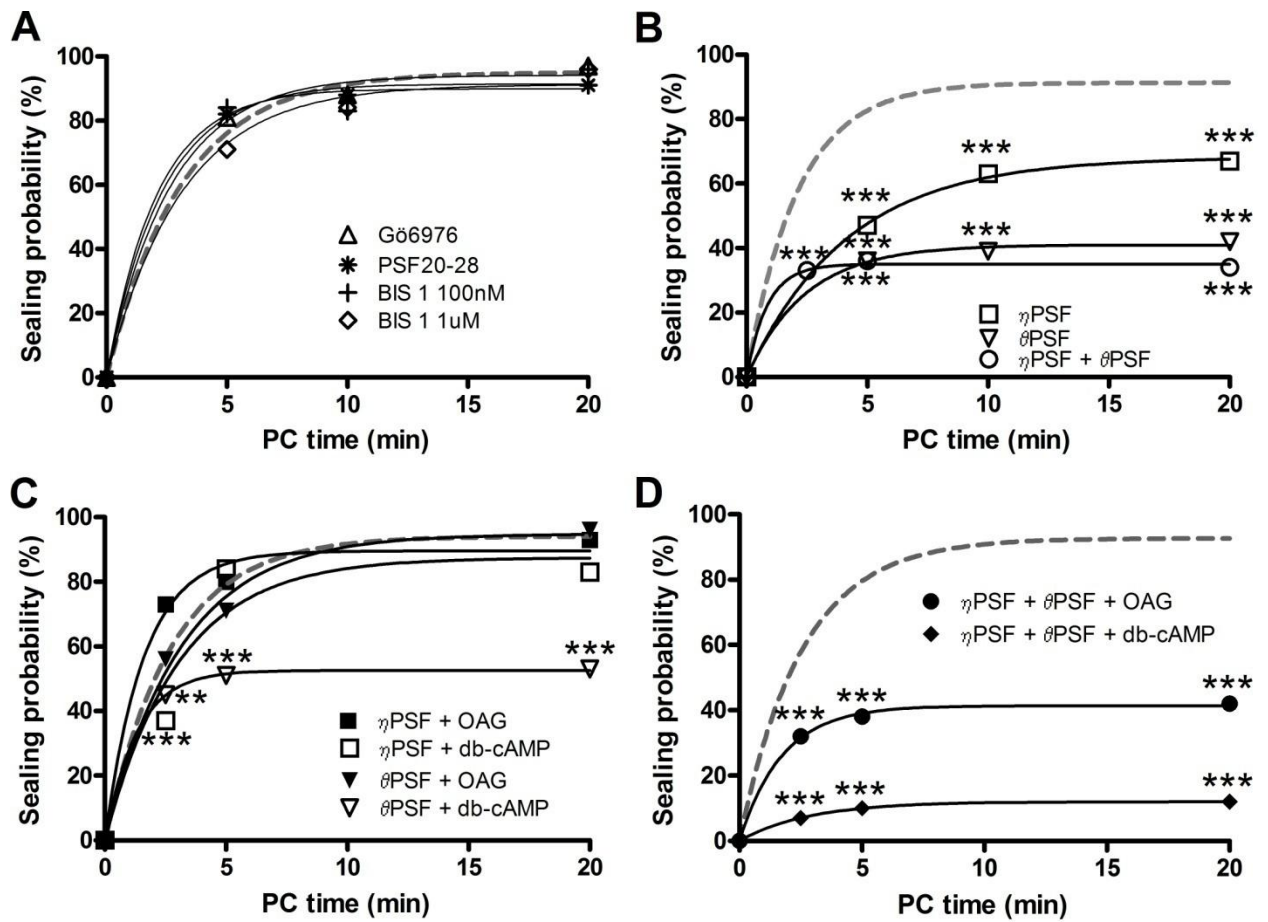 A
Sealing probability (%)
100
80
60
40
20
0
Gö6976
PSF20-28
BIS 1 100nM
BIS 1 1uM
0 5 10 15 20
PC time (min)
B
Sealing probability (%)
100
80
60
40
20
0
***
***
***
***
***
***
***
***
***
ηPSF
θPSF
ηPSF + θPSF
0 5 10 15 20
PC time (min)
C
Sealing probability (%)
100
80
60
40
20
0
***
***
**
***
ηPSF + OAG
ηPSF + db-cAMP
θPSF + OAG
θPSF + db-cAMP
0 5 10 15 20
PC time (min)
D
Sealing probability (%)
100
80
60
40
20
0
ηPSF + θPSF + OAG
ηPSF + θPSF + db-cAMP
***
***
***
***
***
***
0 5 10 15 20
PC time (min)